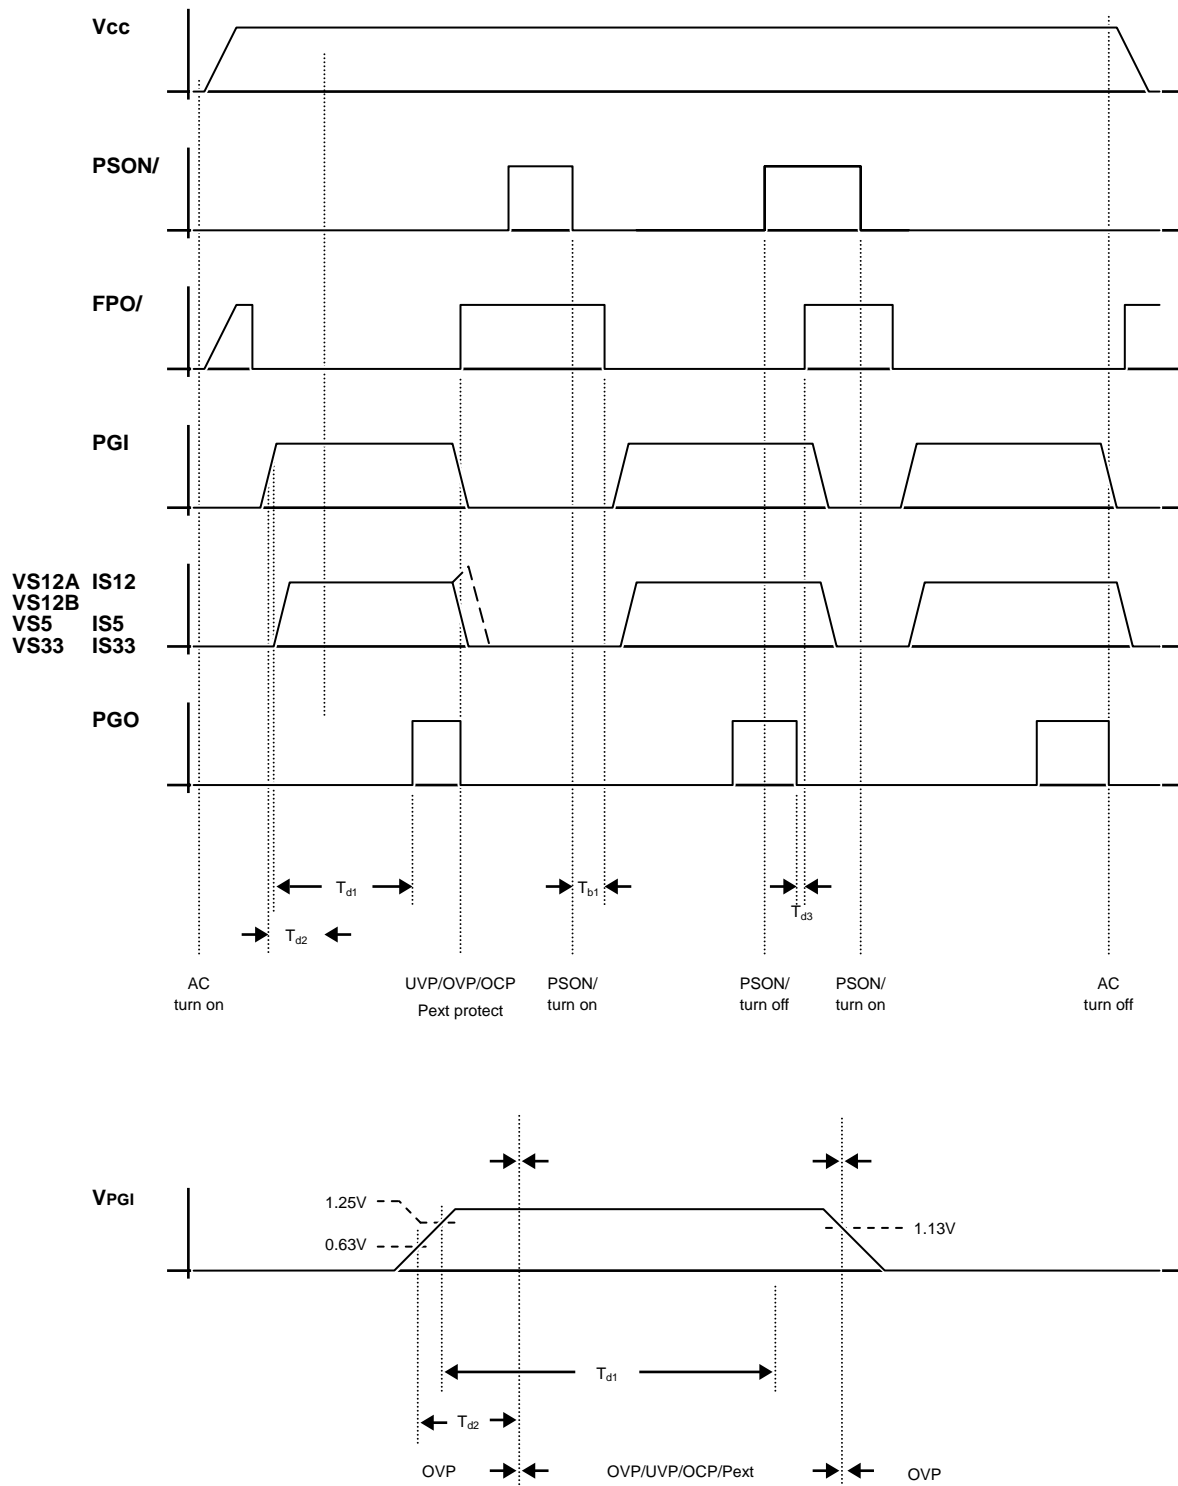 Vcc
PSON/
FPO/
PGI
VS12A IS12
VS12B
VS5 IS5
VS33 IS33
PGO
Td1
Tb1
Td3
Td2
AC
turn on
UVP/OVP/OCP
Pext protect
PSON/
turn on
PSON/
turn off
PSON/
turn on
AC
turn off
VPGI
1.25V
0.63V
1.13V
Td1
Td2
OVP
OVP/UVP/OCP/Pext
OVP